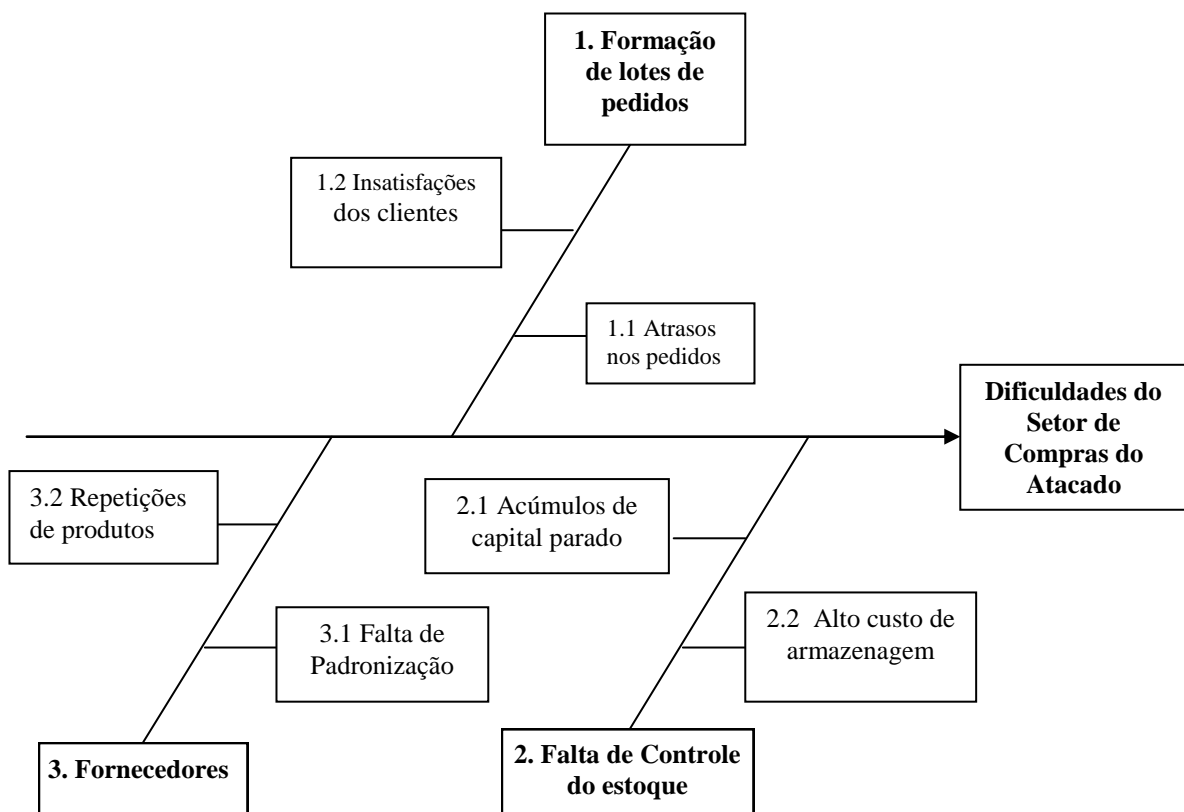 1. Formação
de lotes de
pedidos
1.2 Insatisfações
dos clientes
1.1 Atrasos
nos pedidos
Dificuldades do
Setor de
Compras do
Atacado
3.2 Repetições
de produtos
2.1 Acúmulos de
capital parado
3.1 Falta de
Padronização
2.2 Alto custo de
armazenagem
3. Fornecedores
2. Falta de Controle
do estoque